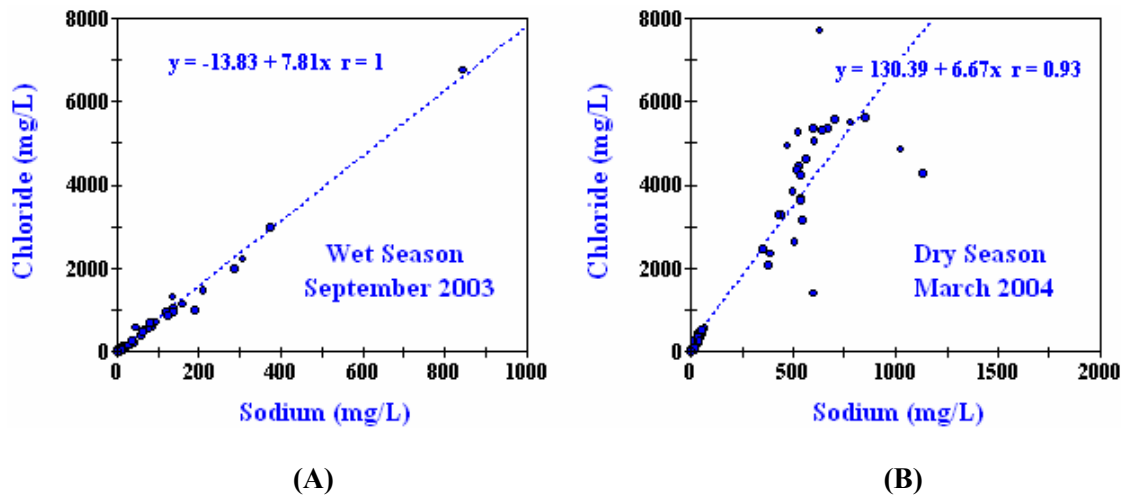 8000
6000
4000
2000
0
Chloride (mg/L)
y = -13.83 + 7.81x r = 1
Wet Season
September 2003
0 200 400 600 800 1000
Sodium (mg/L)
(A)
8000
6000
4000
2000
0
Chloride (mg/L)
y = 130.39 + 6.67x r = 0.93
Dry Season
March 2004
0 500 1000 1500 2000
Sodium (mg/L)
(B)